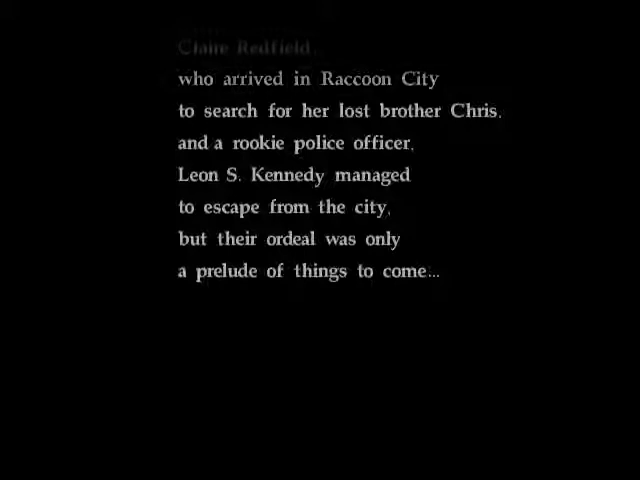 Claire Redfield,
who arrived in Raccoon City
to search for her lost brother Chris,
and a rookie police officer,
Leon S. Kennedy managed
to escape from the city,
but their ordeal was only
a prelude of things to come...